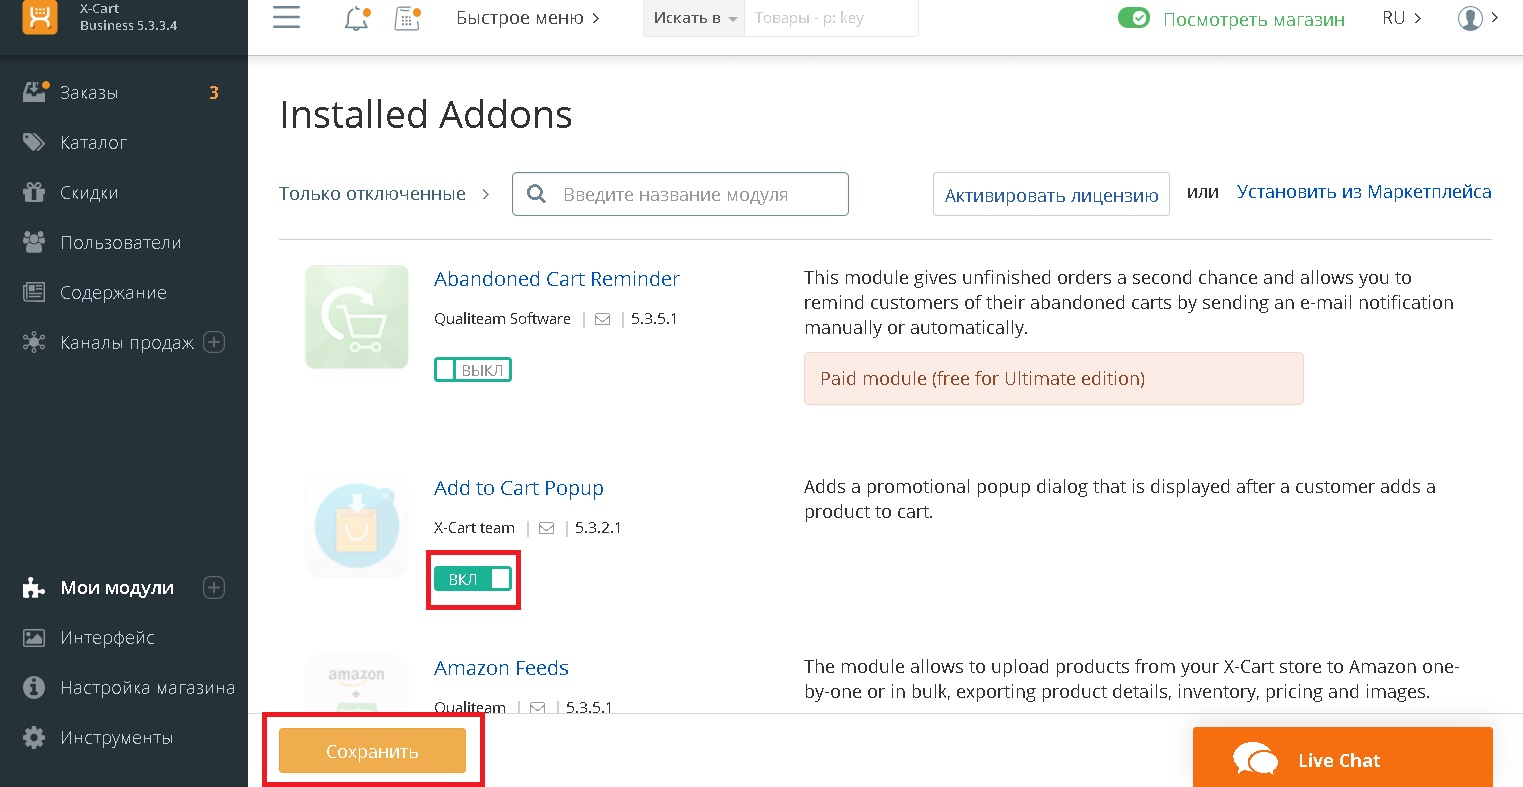 X-Cart
Business 5.3.3.4
Быстрое меню
Искать в
Товары - p: key
Посмотреть магазин
RU
Заказы
3
Каталог
Скидки
Пользователи
Содержание
Каналы продаж
Мои модули
Интерфейс
Настройка магазина
Инструменты
Installed Addons
Только отключенные
Введите название модуля
Активировать лицензию
или
Установить из Маркетплейса
Abandoned Cart Reminder
Qualiteam Software | 5.3.5.1
ВЫКЛ
This module gives unfinished orders a second chance and allows you to
remind customers of their abandoned carts by sending an e-mail notification
manually or automatically.
Paid module (free for Ultimate edition)
Add to Cart Popup
X-Cart team | 5.3.2.1
ВКЛ
Adds a promotional popup dialog that is displayed after a customer adds a
product to cart.
amazon
Amazon Feeds
Qualiteam | 5.3.5.1
The module allows to upload products from your X-Cart store to Amazon one-
by-one or in bulk, exporting product details, inventory, pricing and images.
Сохранить
Live Chat